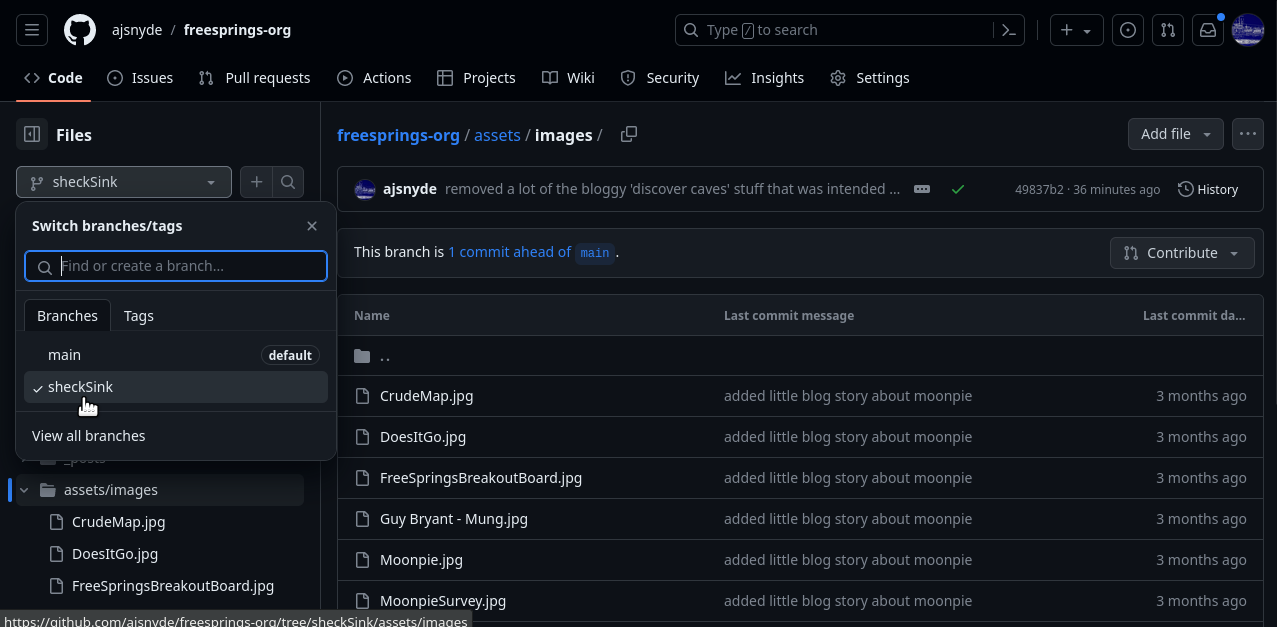 ajsnyde / freesprings-org
Type / to search
Code Issues Pull requests Actions Projects Wiki Security Insights Settings
Files
sheckSink
Switch branches/tags
Find or create a branch...
Branches Tags
main default
sheckSink
View all branches
_posts
assets/images
CrudeMap.jpg
DoesItGo.jpg
FreeSpringsBreakoutBoard.jpg
https://github.com/ajsnyde/freesprings-org/tree/sheckSink/assets/images
freesprings-org / assets / images /
Add file
ajsnyde removed a lot of the bloggy 'discover caves' stuff that was intended ... 49837b2 · 36 minutes ago History
This branch is 1 commit ahead of main .
Contribute
Name Last commit message Last commit da...
..
CrudeMap.jpg added little blog story about moonpie 3 months ago
DoesItGo.jpg added little blog story about moonpie 3 months ago
FreeSpringsBreakoutBoard.jpg added little blog story about moonpie 3 months ago
Guy Bryant - Mung.jpg added little blog story about moonpie 3 months ago
Moonpie.jpg added little blog story about moonpie 3 months ago
MoonpieSurvey.jpg added little blog story about moonpie 3 months ago